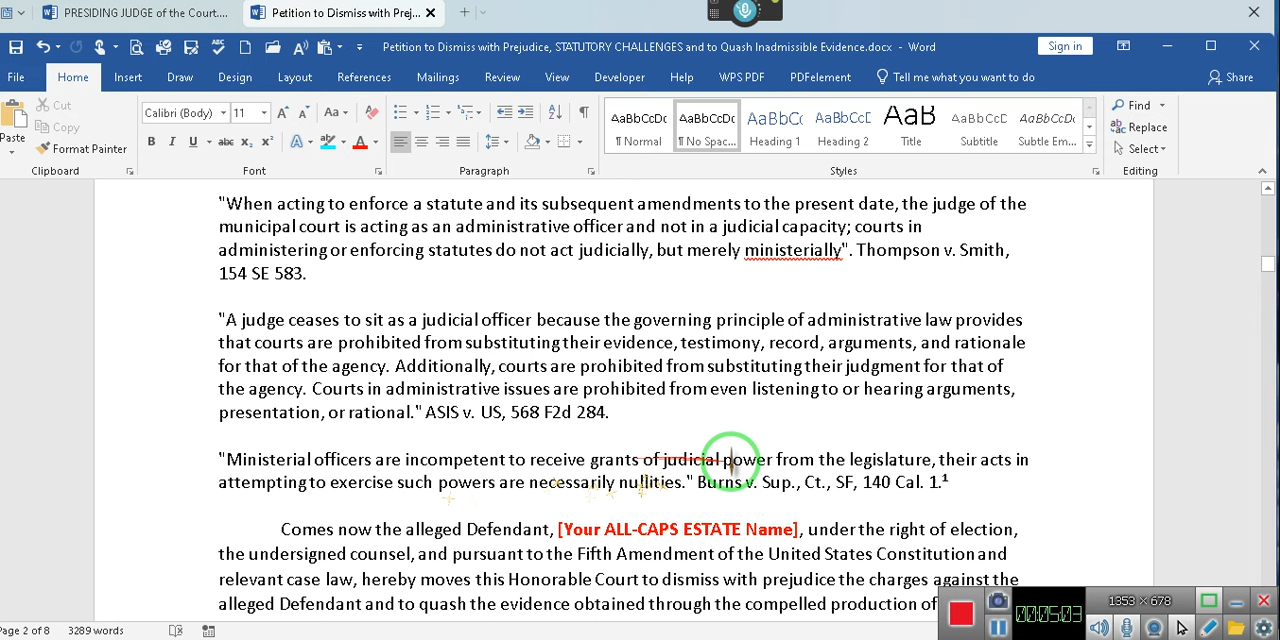 PRESIDING JUDGE of the Court....
Petition to Dismiss with Prej...
Petition to Dismiss with Prejudice, STATUTORY CHALLENGES and to Quash Inadmissible Evidence.docx - Word
Sign in
File Home Insert Draw Design Layout References Mailings Review View Developer Help WPS PDF PDFelement Tell me what you want to do Share
Paste
Cut
Copy
Format Painter
Clipboard
Calibri (Body) 11
Font
Paragraph
AaBbCcDc AaBbCcDc AaBbCc AaBbCcD AaB AaBbCcD AaBbCcDc
¶ Normal ¶ No Spac... Heading 1 Heading 2 Title Subtitle Subtle Em...
Styles
Find
Replace
Select
Editing
"When acting to enforce a statute and its subsequent amendments to the present date, the judge of the
municipal court is acting as an administrative officer and not in a judicial capacity; courts in
administering or enforcing statutes do not act judicially, but merely ministerially". Thompson v. Smith,
154 SE 583.
"A judge ceases to sit as a judicial officer because the governing principle of administrative law provides
that courts are prohibited from substituting their evidence, testimony, record, arguments, and rationale
for that of the agency. Additionally, courts are prohibited from substituting their judgment for that of
the agency. Courts in administrative issues are prohibited from even listening to or hearing arguments,
presentation, or rational." ASIS v. US, 568 F2d 284.
"Ministerial officers are incompetent to receive grants of judicial power from the legislature, their acts in
attempting to exercise such powers are necessarily nullities." Burns v. Sup., Ct., SF, 140 Cal. 1.¹
Comes now the alleged Defendant, [Your ALL-CAPS ESTATE Name], under the right of election,
the undersigned counsel, and pursuant to the Fifth Amendment of the United States Constitution and
relevant case law, hereby moves this Honorable Court to dismiss with prejudice the charges against the
alleged Defendant and to quash the evidence obtained through the compelled production of
1353 × 678
00:05:03
Page 2 of 8 3289 words